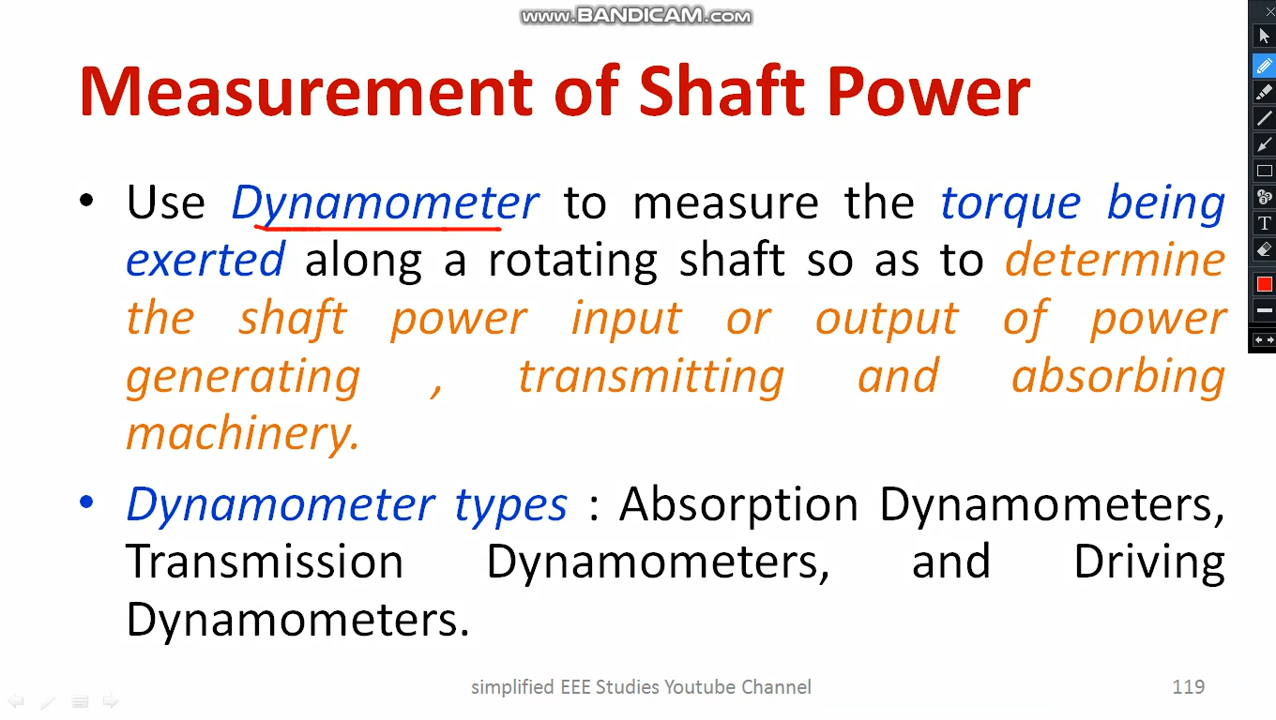 www.BANDICAM.com
Measurement of Shaft Power
• Use Dynamometer to measure the torque being
exerted along a rotating shaft so as to determine
the shaft power input or output of power
generating , transmitting and absorbing
machinery.
• Dynamometer types : Absorption Dynamometers,
Transmission Dynamometers, and Driving
Dynamometers.
simplified EEE Studies Youtube Channel
119